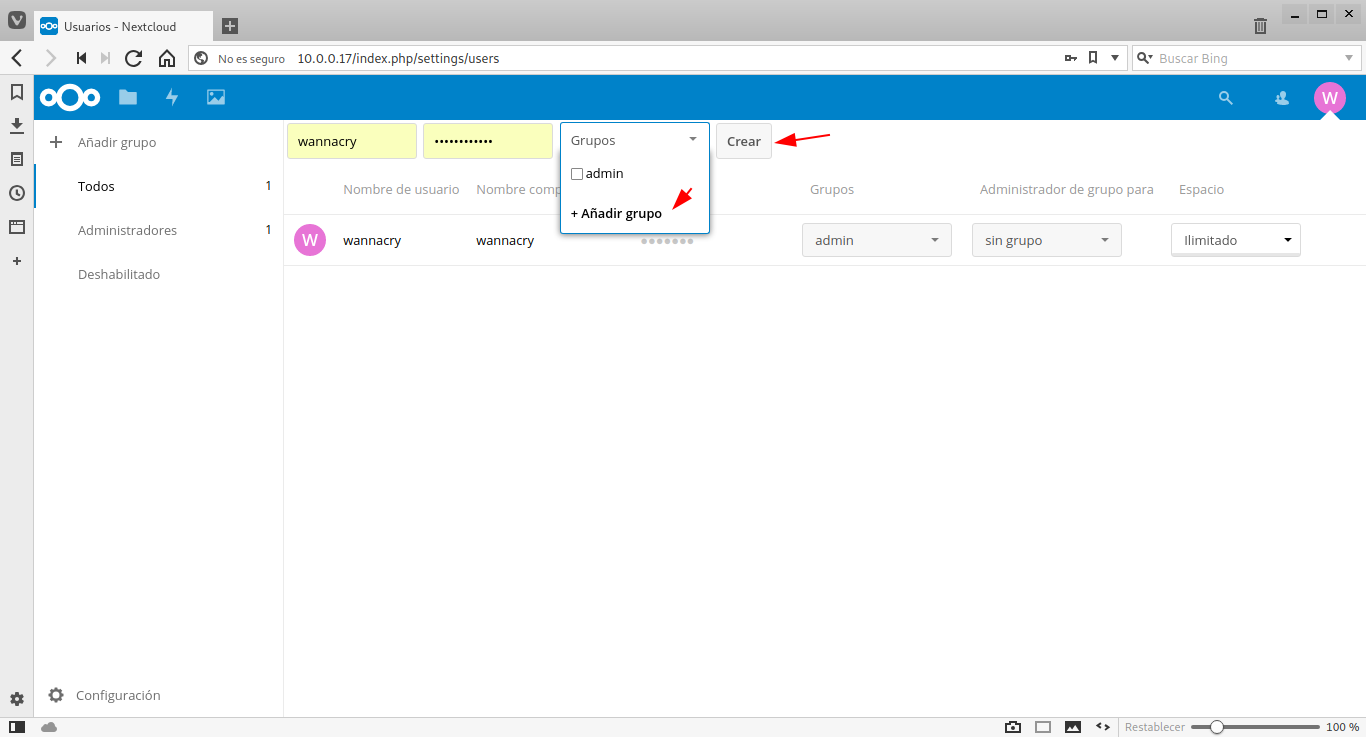 Usuarios - Nextcloud
No es seguro 10.0.0.17/index.php/settings/users
Buscar Bing
W
Añadir grupo
Todos 1
Administradores 1
Deshabilitado
wannacry •••••••••••• Grupos Crear
admin
+ Añadir grupo
Nombre de usuario Nombre comp Grupos Administrador de grupo para Espacio
W wannacry wannacry ●●●●●●● admin sin grupo Ilimitado
Configuración
Restablecer 100 %